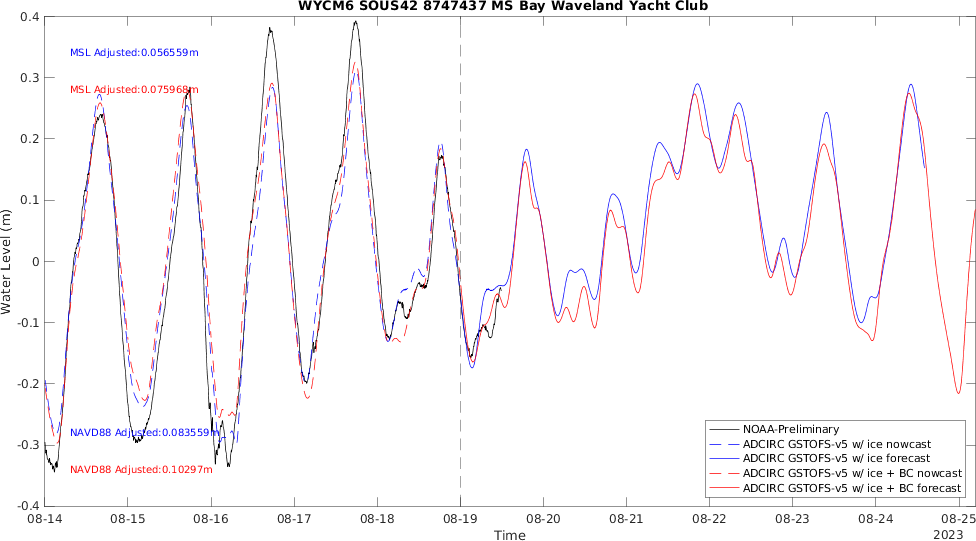 WYCM6 SOUS42 8747437 MS Bay Waveland Yacht Club
0.4
0.3
0.2
0.1
0
-0.1
-0.2
-0.3
-0.4
Water Level (m)
MSL Adjusted:0.056559m
MSL Adjusted:0.075968m
NAVD88 Adjusted:0.083559m
NAVD88 Adjusted:0.10297m
NOAA-Preliminary
ADCIRC GSTOFS-v5 w/ ice nowcast
ADCIRC GSTOFS-v5 w/ ice forecast
ADCIRC GSTOFS-v5 w/ ice + BC nowcast
ADCIRC GSTOFS-v5 w/ ice + BC forecast
08-14 08-15 08-16 08-17 08-18 08-19 08-20 08-21 08-22 08-23 08-24 08-25
Time
2023